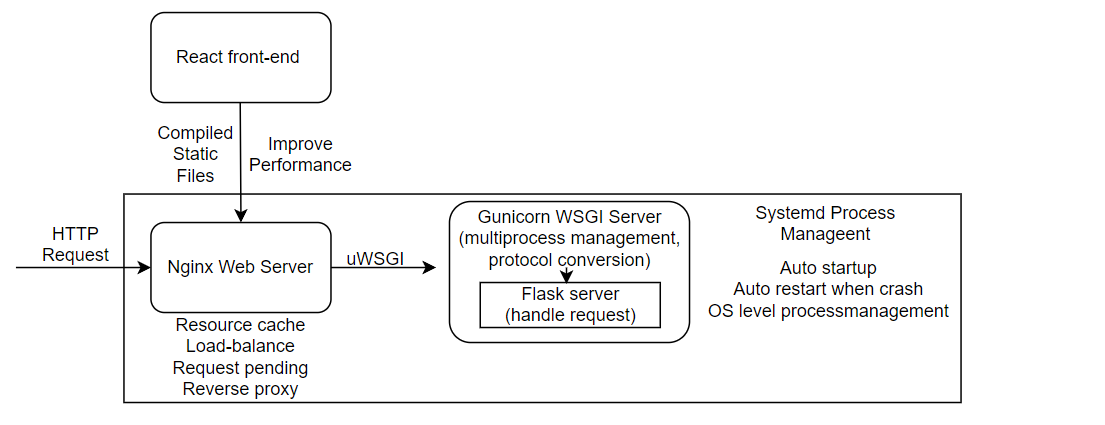 React front-end
Compiled
Static
Files
Improve
Performance
HTTP
Request
Nginx Web Server
Resource cache
Load-balance
Request pending
Reverse proxy
uWSGI
Gunicorn WSGI Server
(multiprocess management,
protocol conversion)
Flask server
(handle request)
Systemd Process
Manageent
Auto startup
Auto restart when crash
OS level processmanagement